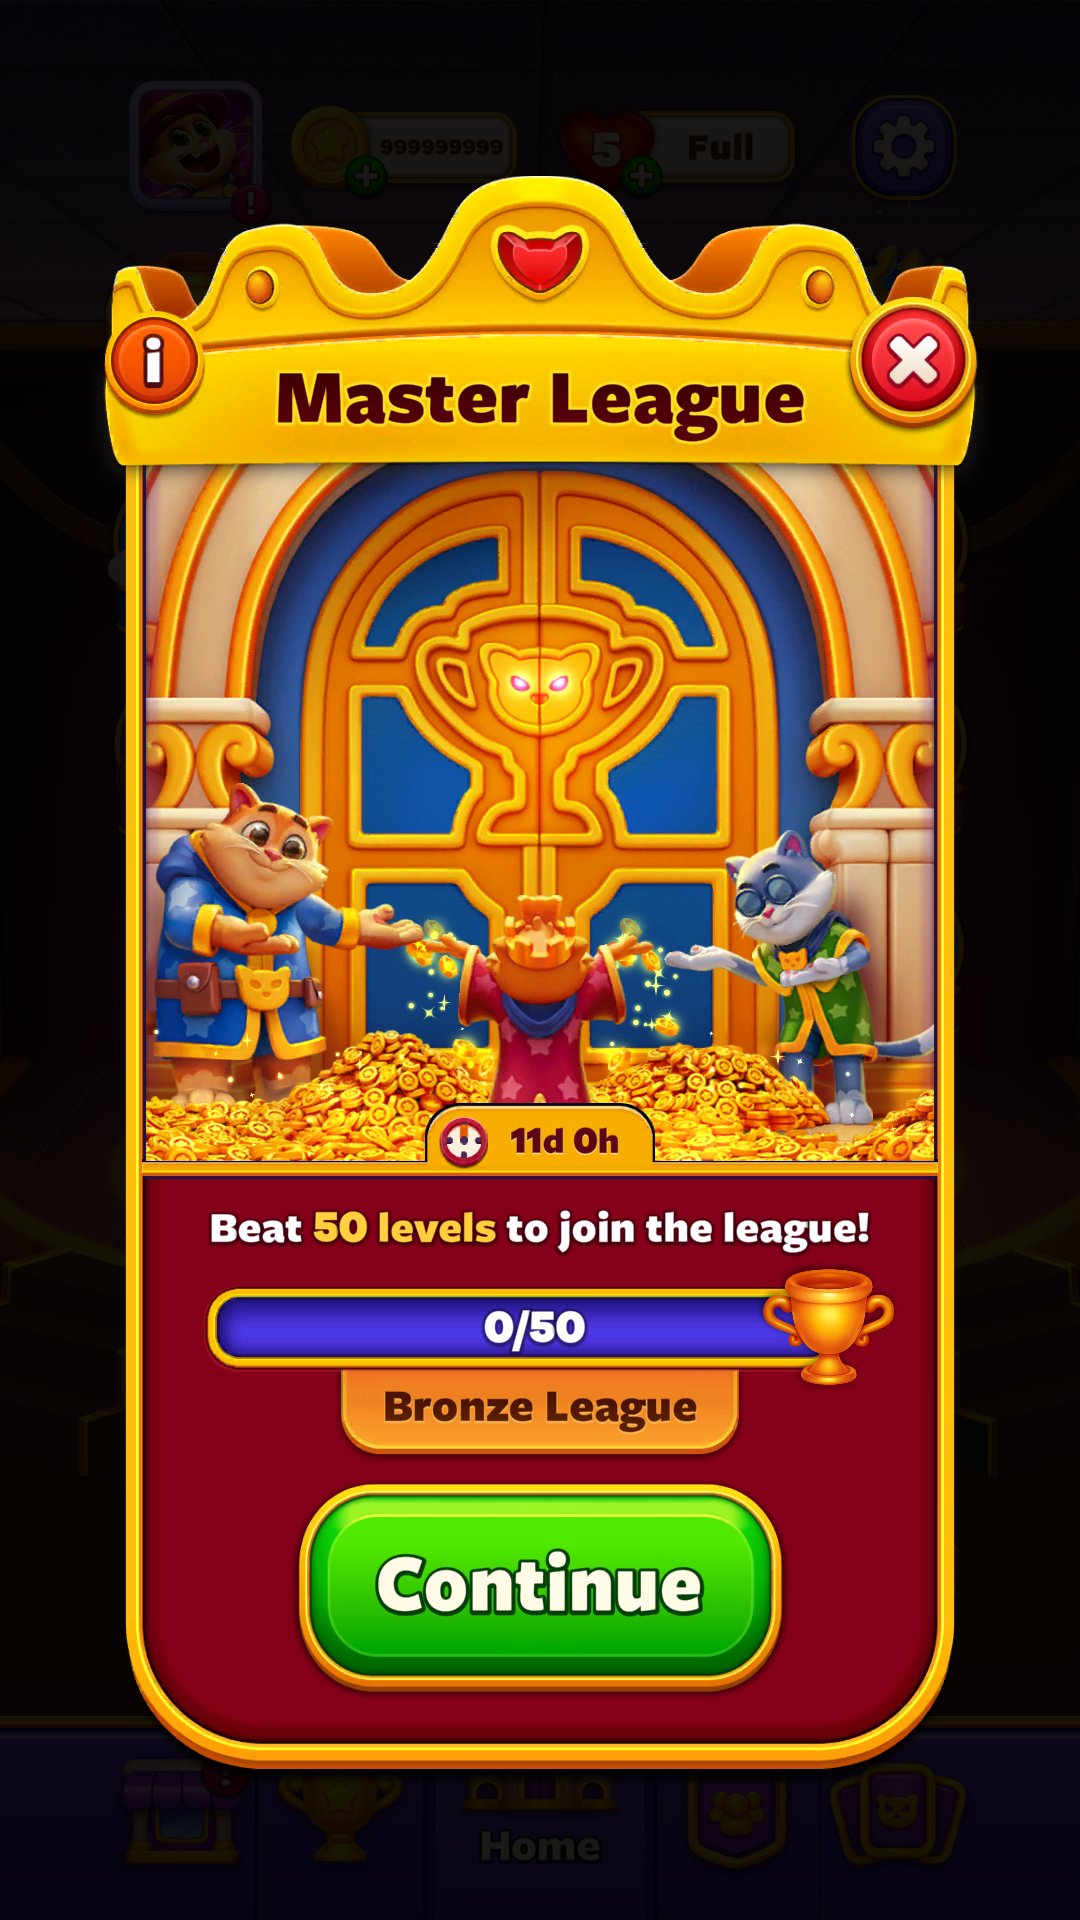 999999999
5
Full
!
i
Master League
11d 0h
Beat 50 levels to join the league!
0/50
Bronze League
Continue
!
Home